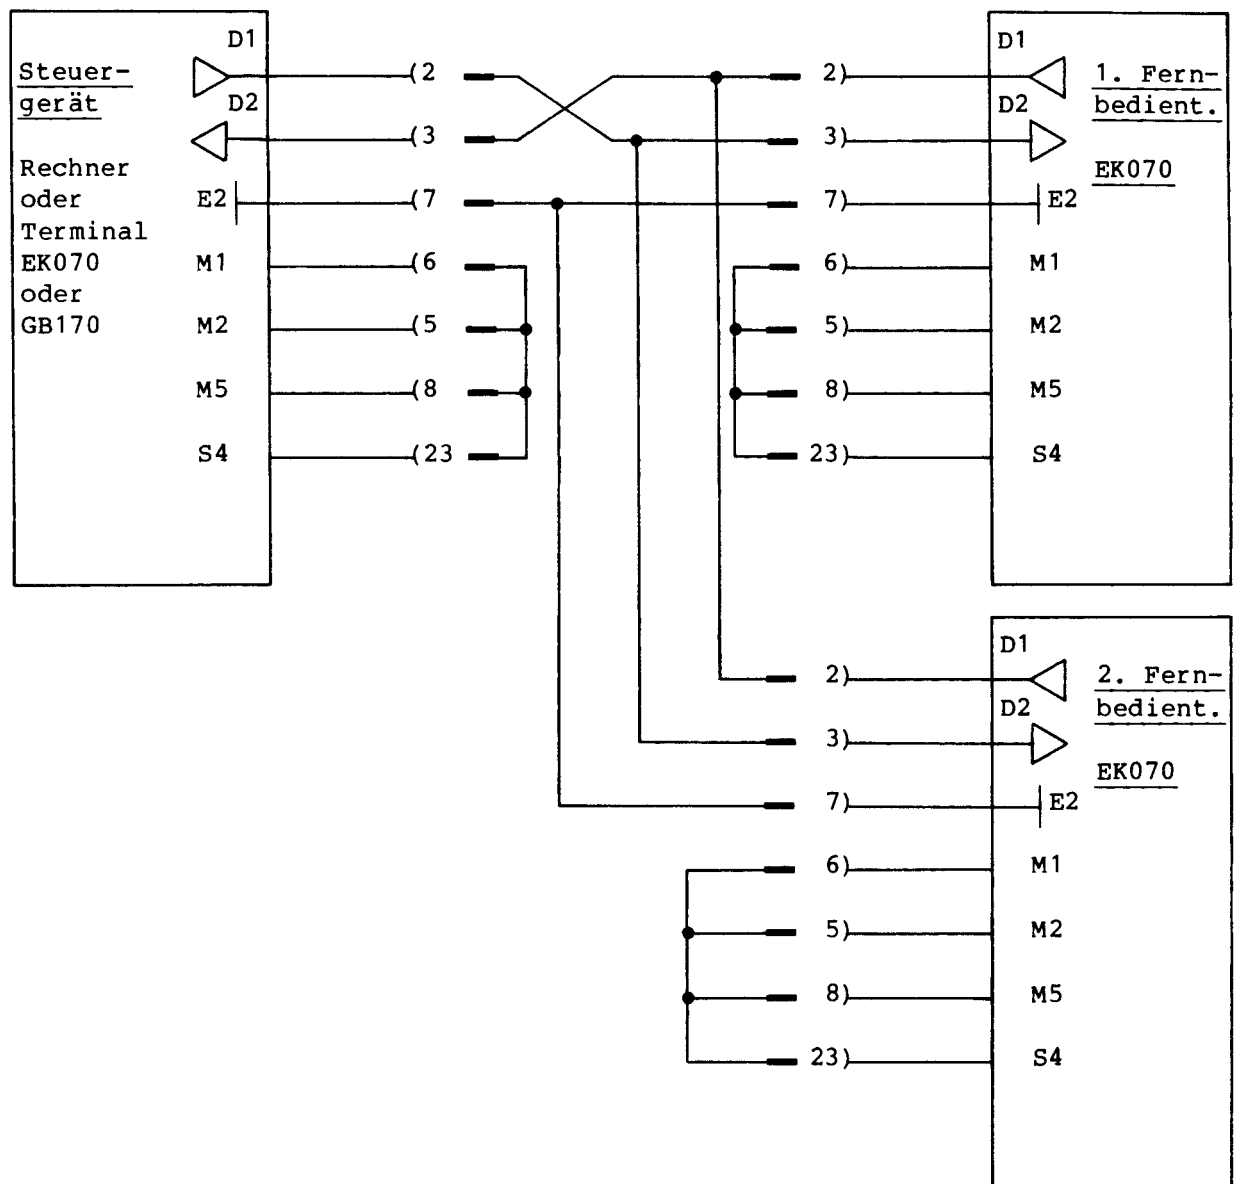 D1
Steuer-
gerät
(2
D2
(3
Rechner
oder
Terminal
EK070
oder
GB170
E2
(7
M1
(6
M2
(5
M5
(8
S4
(23
D1
2)
1. Fern-
bedient.
D2
3)
EK070
7)
E2
6)
M1
5)
M2
8)
M5
23)
S4
D1
2)
2. Fern-
bedient.
D2
3)
EK070
7)
E2
6)
M1
5)
M2
8)
M5
23)
S4